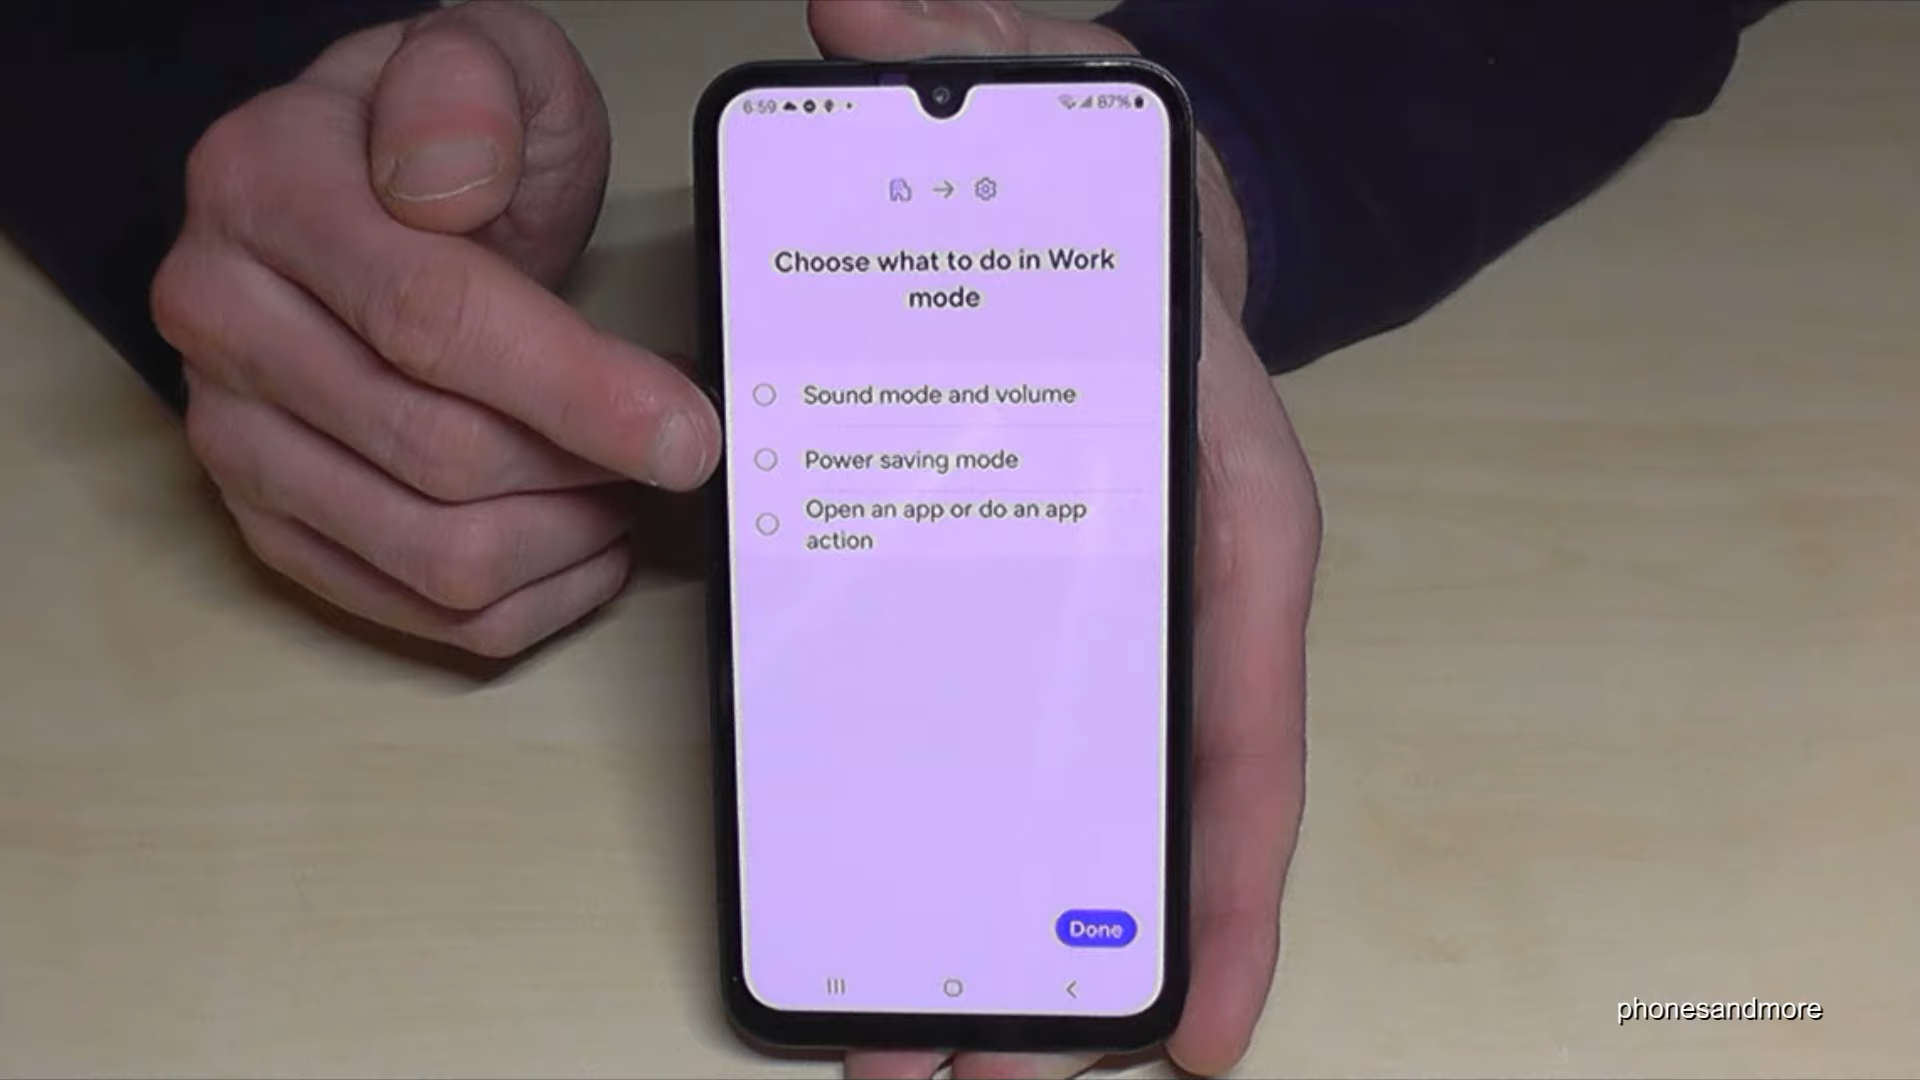 6:59
87%
Choose what to do in Work
mode
Sound mode and volume
Power saving mode
Open an app or do an app
action
Done
phonesandmore